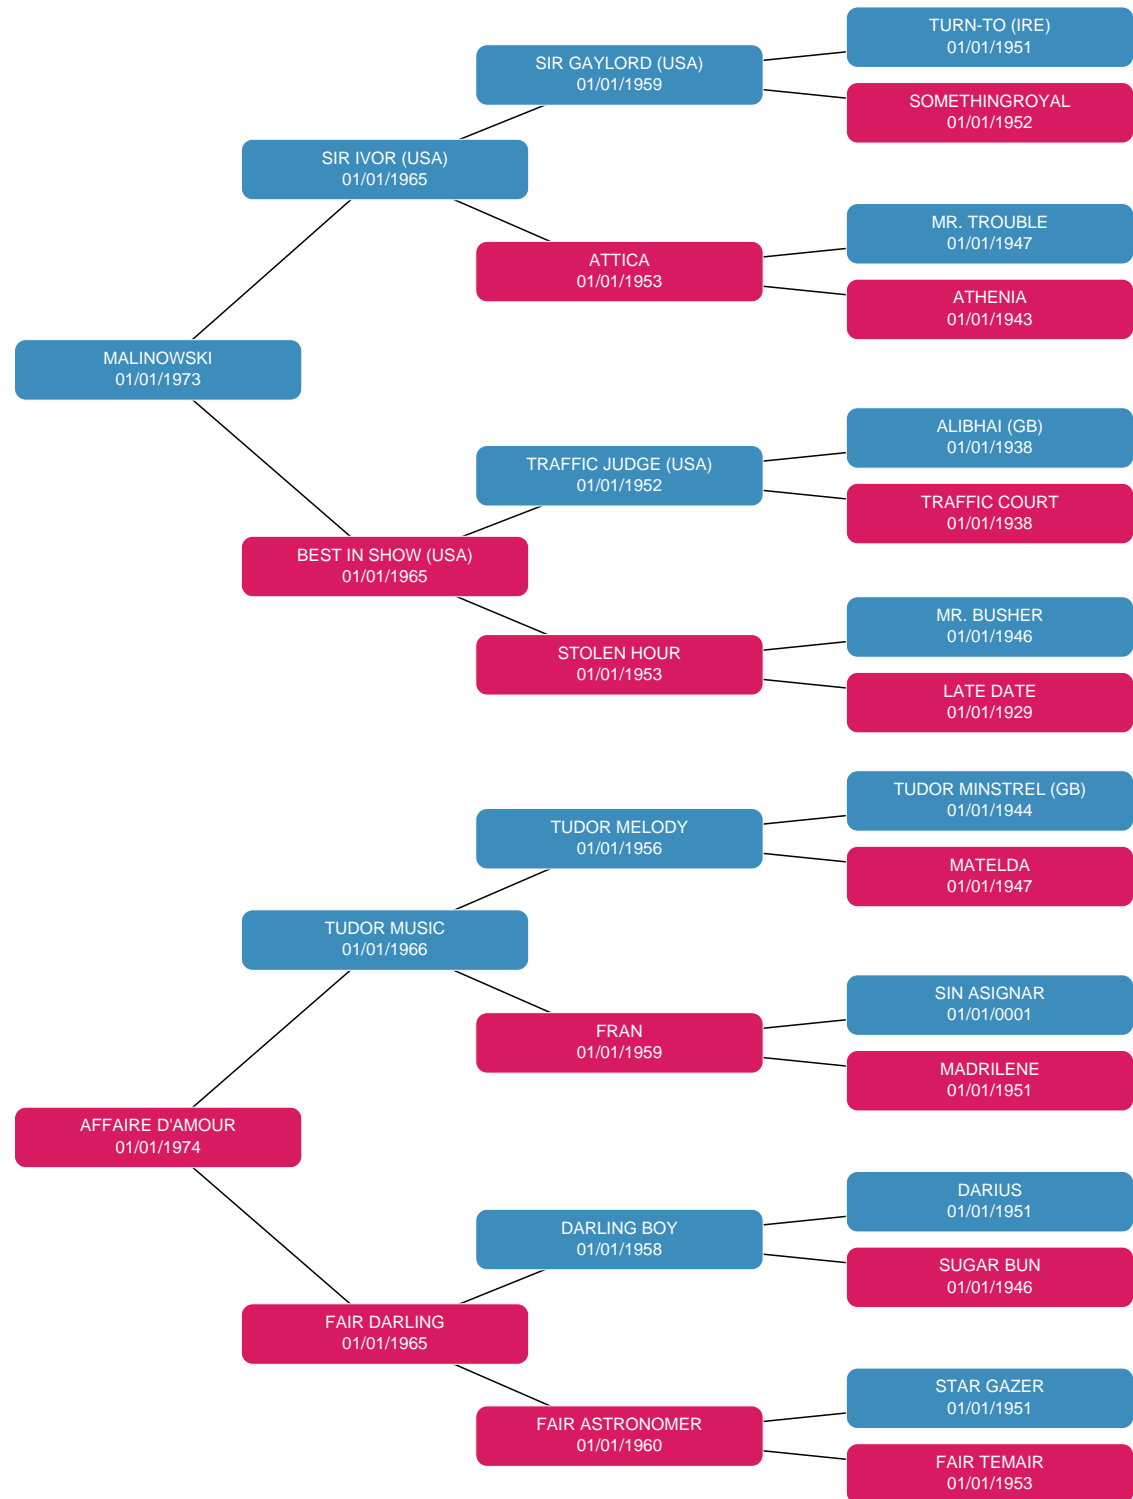 TURN-TO (IRE)
01/01/1951
SIR GAYLORD (USA)
01/01/1959
SOMETHINGROYAL
01/01/1952
SIR IVOR (USA)
01/01/1965
MR. TROUBLE
01/01/1947
ATTICA
01/01/1953
ATHENIA
01/01/1943
MALINOWSKI
01/01/1973
ALIBHAI (GB)
01/01/1938
TRAFFIC JUDGE (USA)
01/01/1952
TRAFFIC COURT
01/01/1938
BEST IN SHOW (USA)
01/01/1965
MR. BUSHER
01/01/1946
STOLEN HOUR
01/01/1953
LATE DATE
01/01/1929
TUDOR MINSTREL (GB)
01/01/1944
TUDOR MELODY
01/01/1956
MATELDA
01/01/1947
TUDOR MUSIC
01/01/1966
SIN ASIGNAR
01/01/0001
FRAN
01/01/1959
MADRILENE
01/01/1951
AFFAIRE D'AMOUR
01/01/1974
DARIUS
01/01/1951
DARLING BOY
01/01/1958
SUGAR BUN
01/01/1946
FAIR DARLING
01/01/1965
STAR GAZER
01/01/1951
FAIR ASTRONOMER
01/01/1960
FAIR TEMAIR
01/01/1953